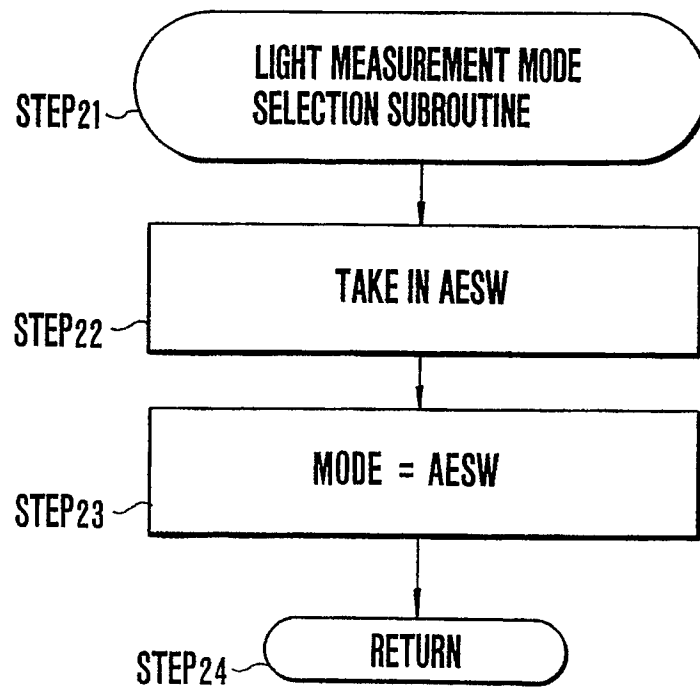 LIGHT MEASUREMENT MODE
SELECTION SUBROUTINE
STEP21
TAKE IN AESW
STEP22
MODE = AESW
STEP23
RETURN
STEP24